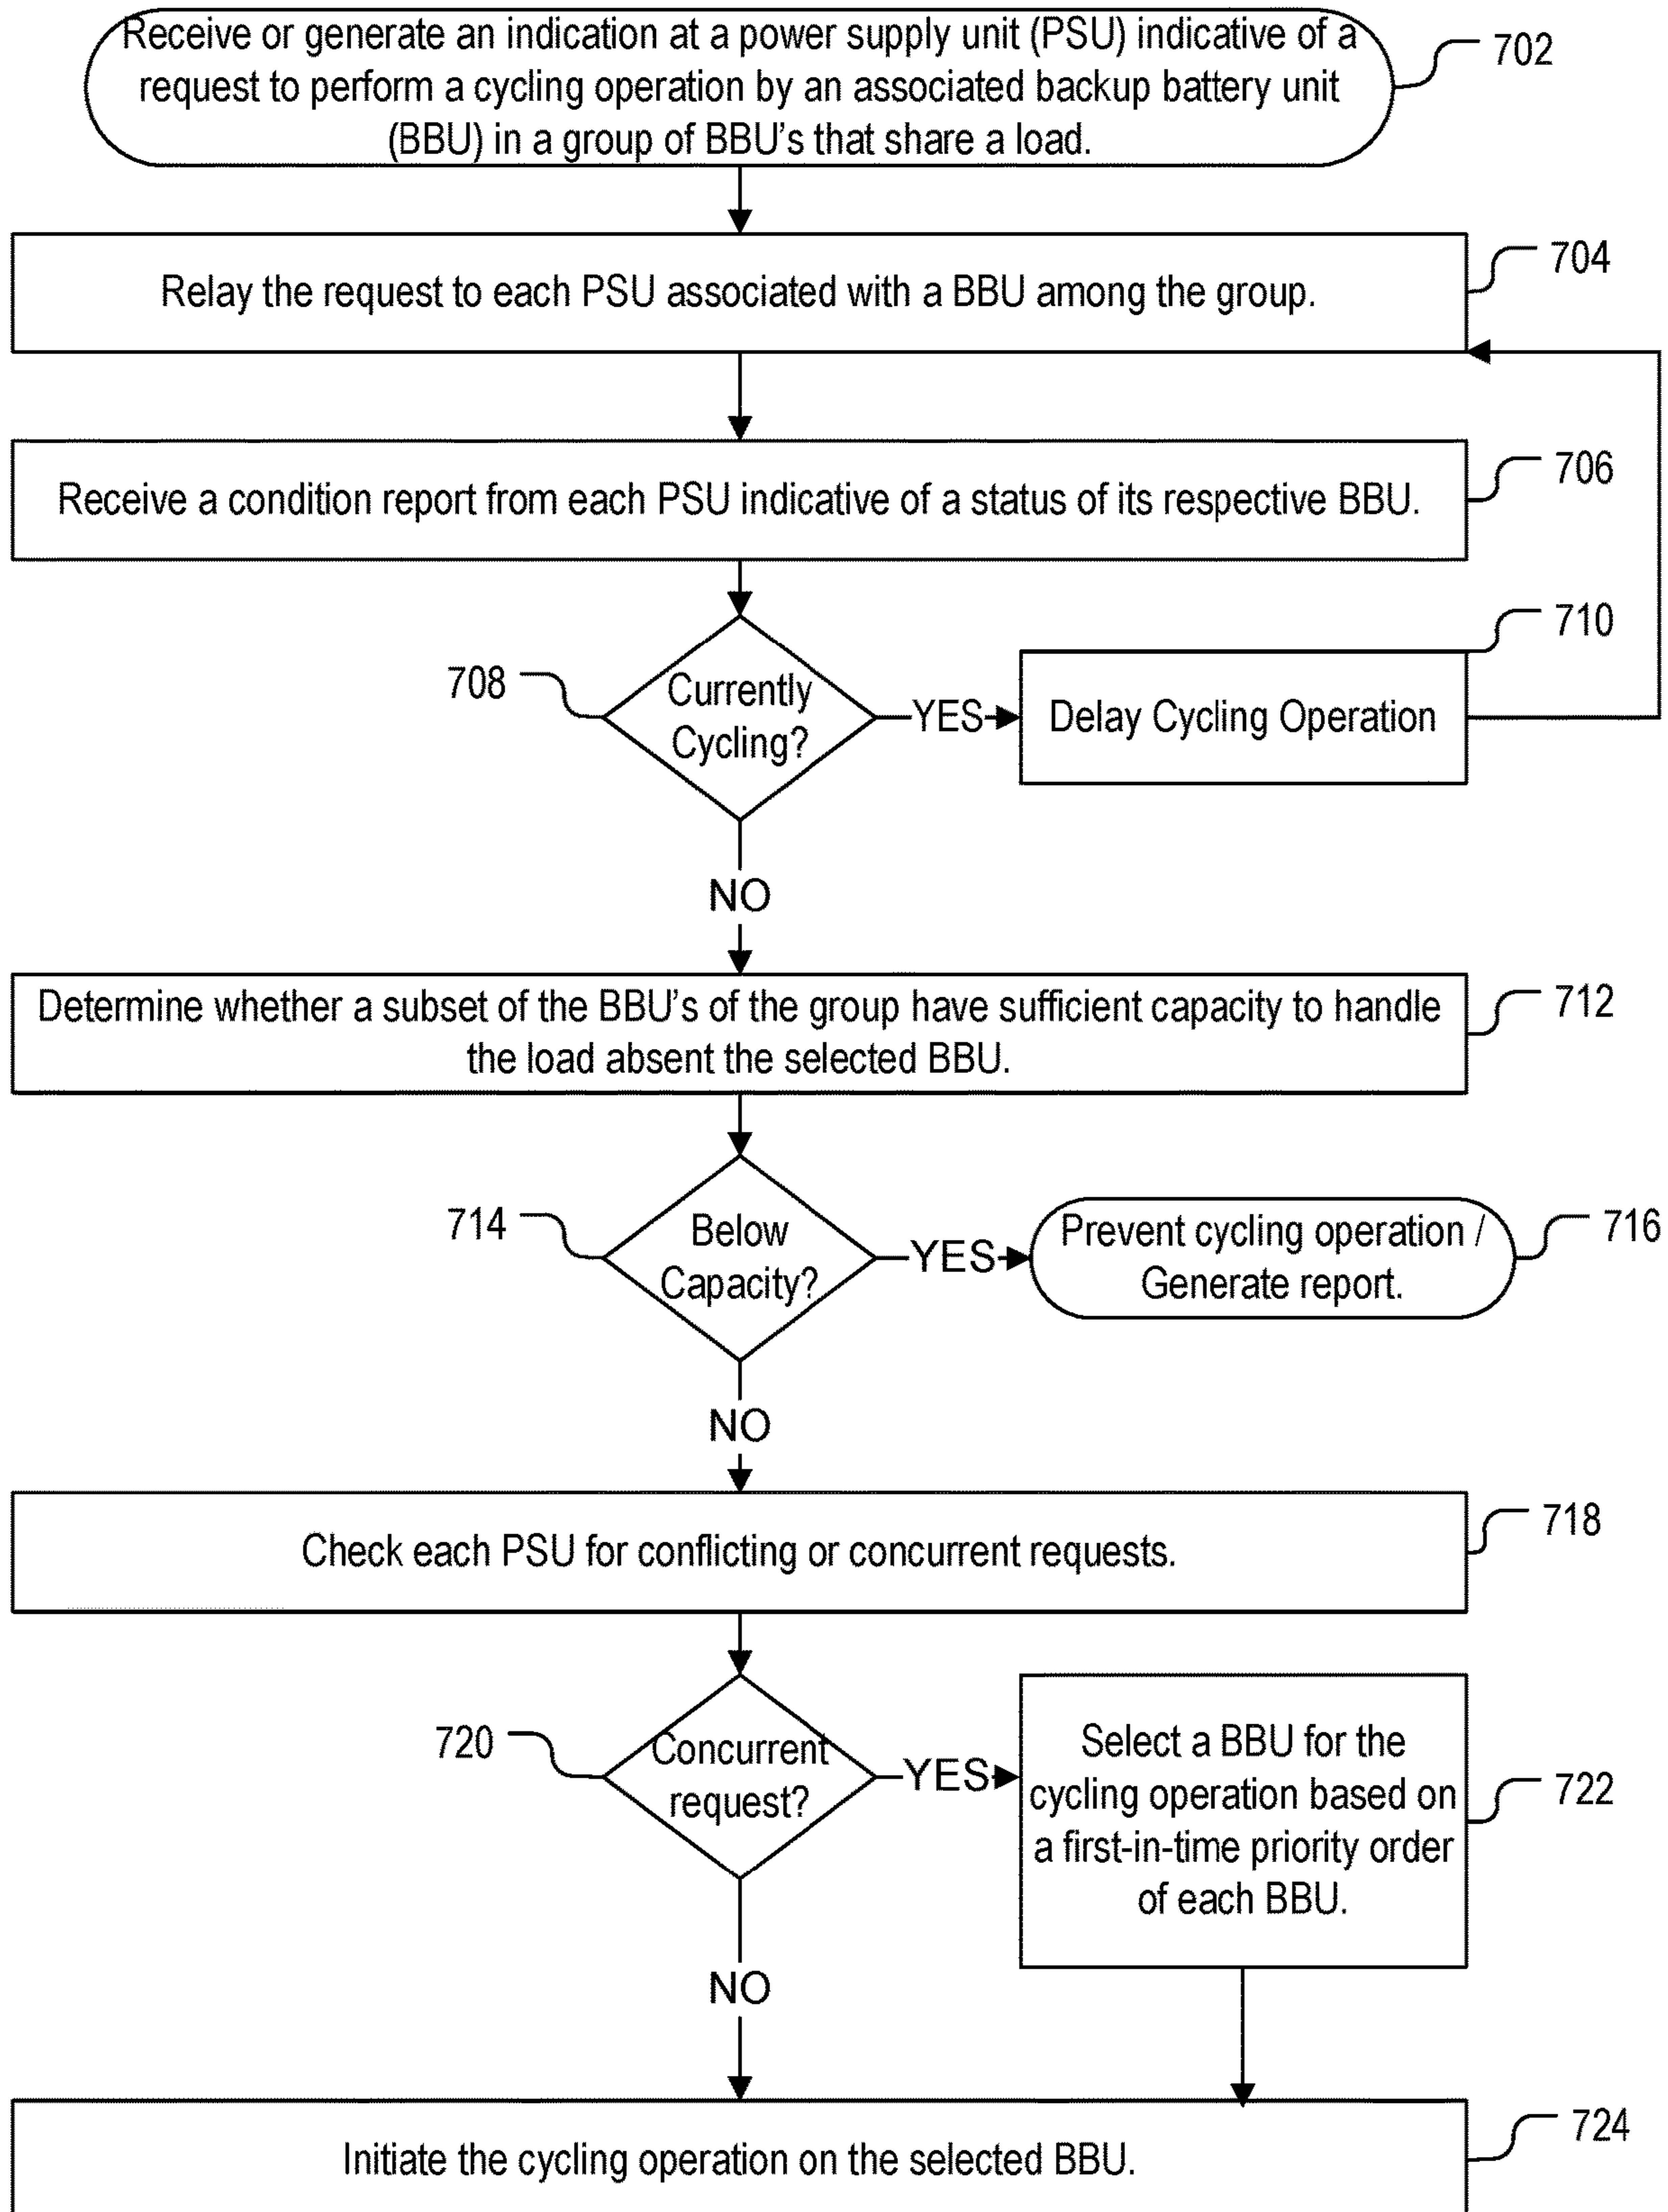 Receive or generate an indication at a power supply unit (PSU) indicative of a
request to perform a cycling operation by an associated backup battery unit
(BBU) in a group of BBU's that share a load.
702
704
Relay the request to each PSU associated with a BBU among the group.
706
Receive a condition report from each PSU indicative of a status of its respective BBU.
710
708
Currently
Cycling?
YES
Delay Cycling Operation
NO
712
Determine whether a subset of the BBU's of the group have sufficient capacity to handle
the load absent the selected BBU.
714
Below
Capacity?
YES
Prevent cycling operation /
Generate report.
716
NO
718
Check each PSU for conflicting or concurrent requests.
720
Concurrent
request?
YES
Select a BBU for the
cycling operation based on
a first-in-time priority order
of each BBU.
722
NO
724
Initiate the cycling operation on the selected BBU.